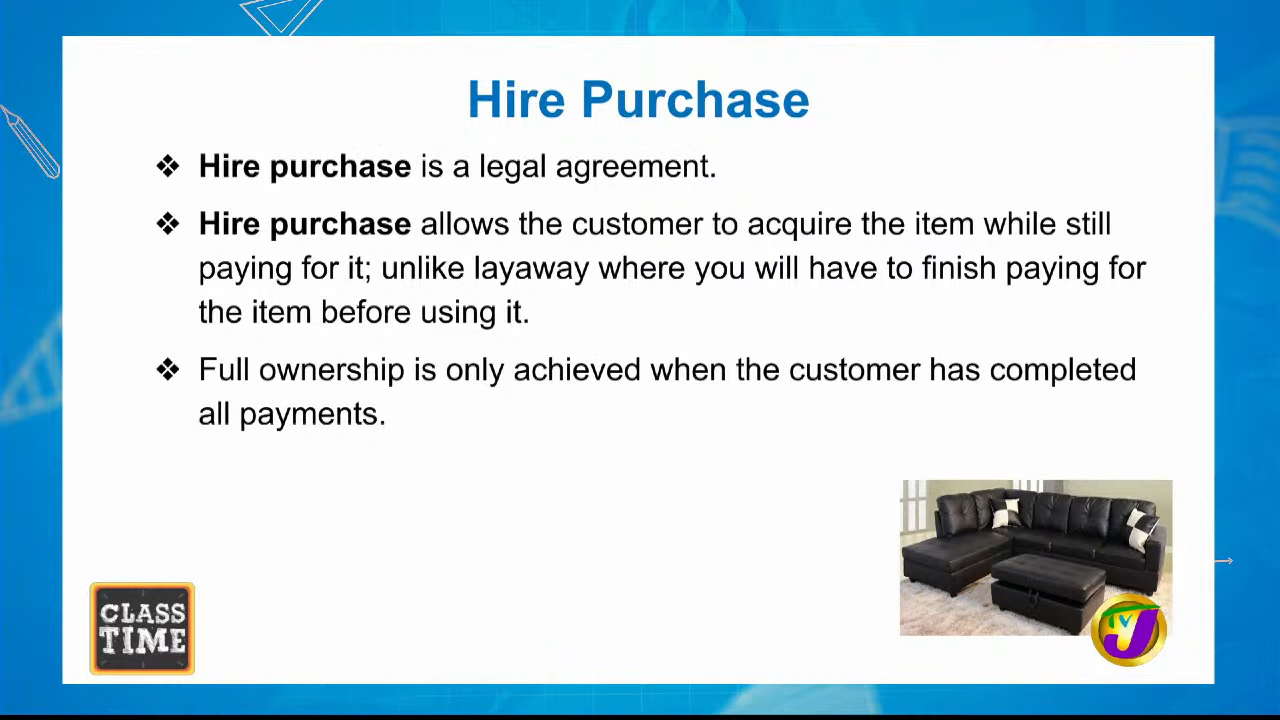 Hire Purchase
❖ Hire purchase is a legal agreement.
❖ Hire purchase allows the customer to acquire the item while still
paying for it; unlike layaway where you will have to finish paying for
the item before using it.
❖ Full ownership is only achieved when the customer has completed
all payments.
CLASS
TIME
TVJ